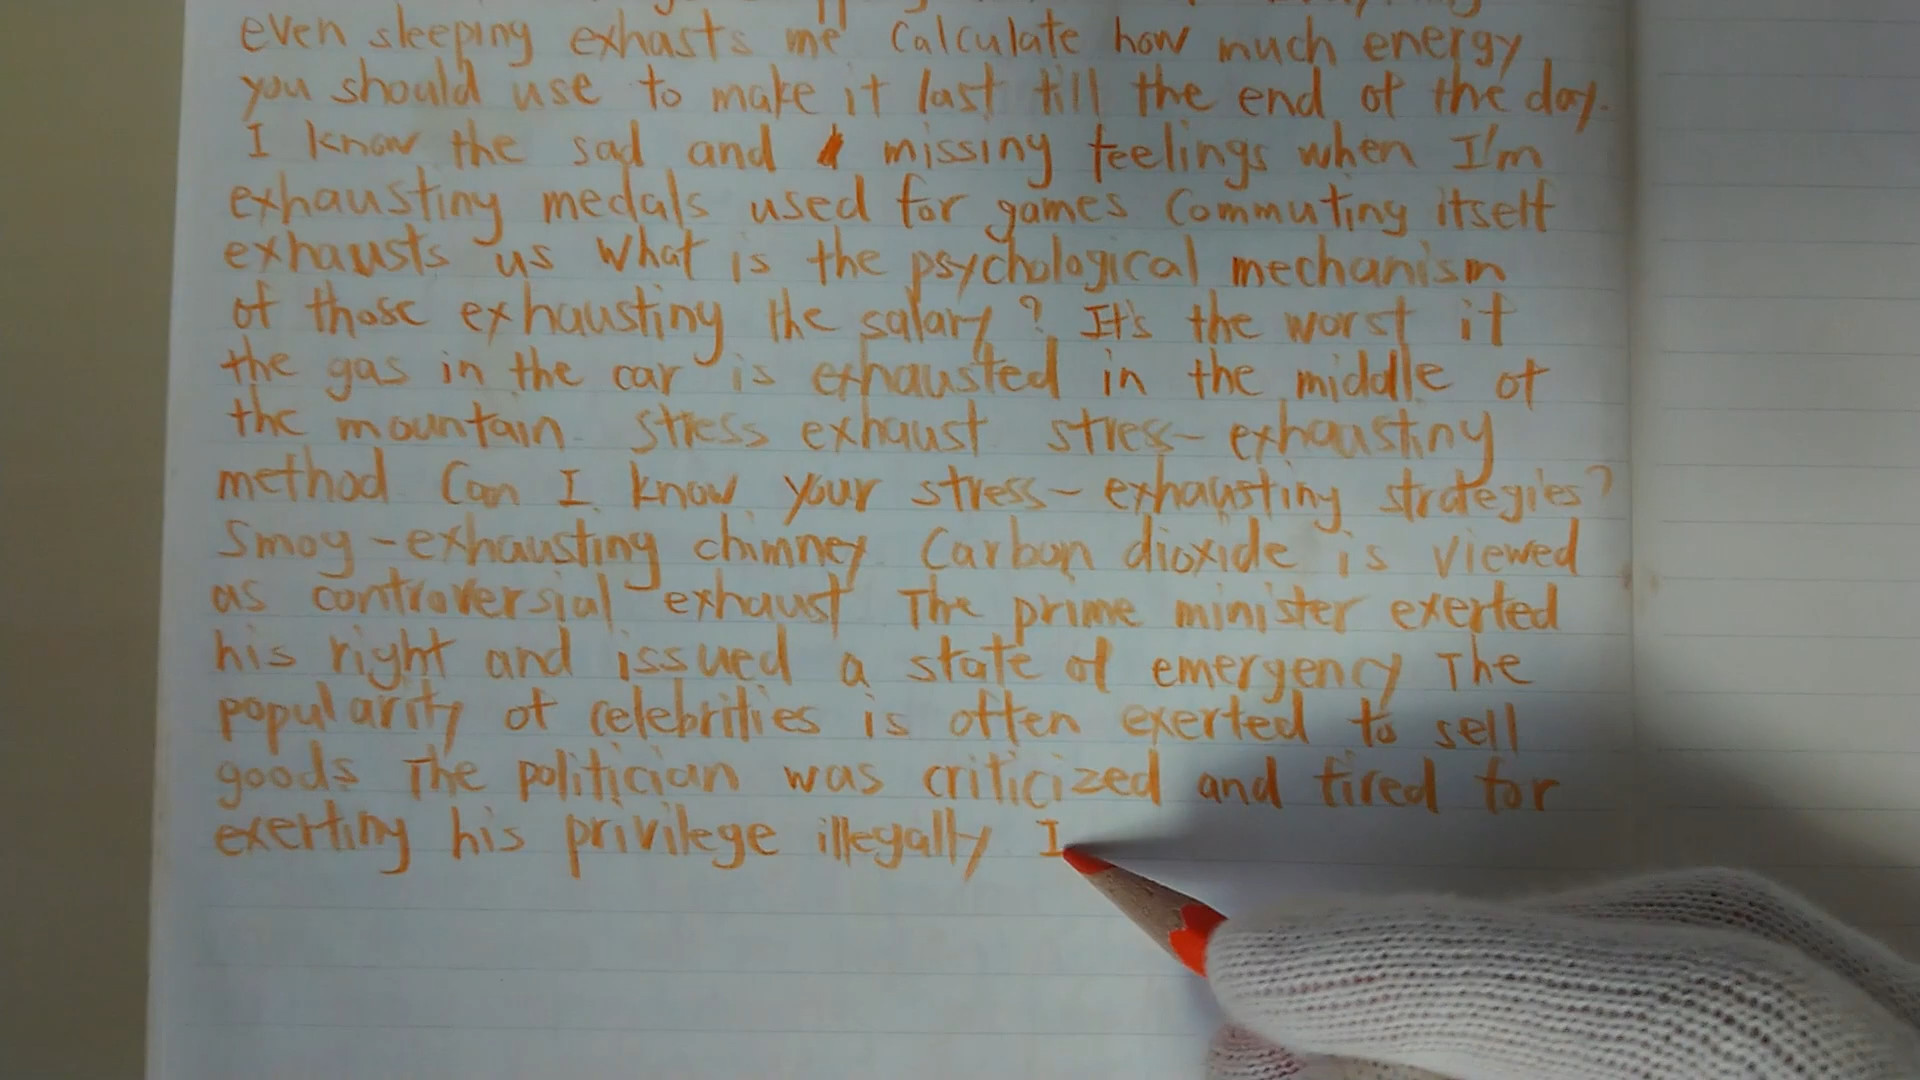 even sleeping exhasts me Calculate how much energy
you should use to make it last till the end of the day.
I know the sad and missing feelings when I'm
exhausting medals used for games Commuting itself
exhausts us What is the psychological mechanism
of those exhausting the salary? It's the worst if
the gas in the car is exhausted in the middle of
the mountain. Stress exhaust stress-exhausting
method Can I know your stress-exhausting strategies?
Smog-exhausting chimney Carbon dioxide is viewed
as controversial exhaust The prime minister exerted
his right and issued a state of emergency The
popularity of celebrities is often exerted to sell
goods The politician was criticized and fired for
exerting his privilege illegally I